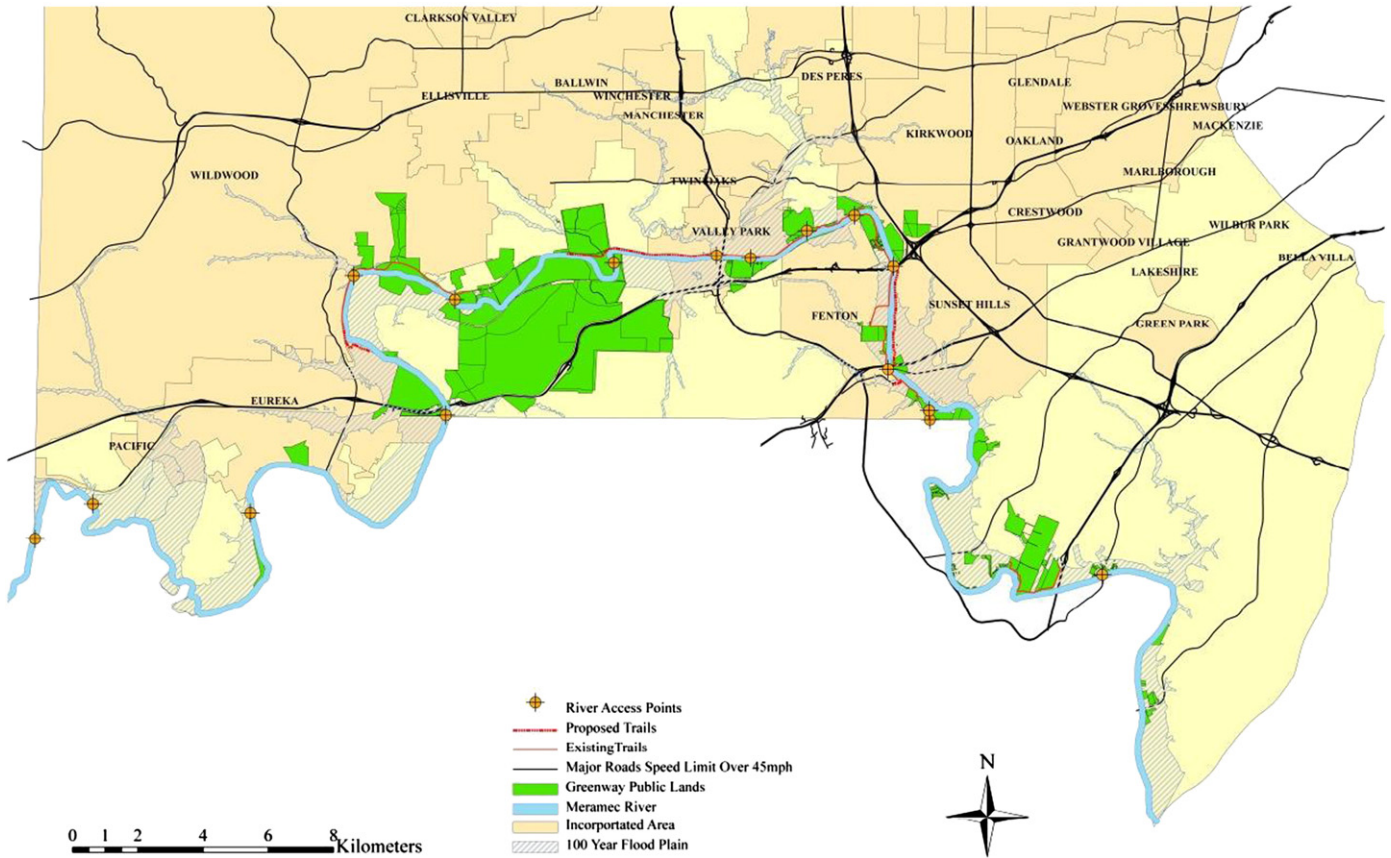 CLARKSON VALLEY
DES PERES
BALLWIN
GLENDALE
ELLISVILLE
WINCHESTER
WEBSTER GROVES SHREWSBURY
MANCHESTER
MACKENZIE
KIRKWOOD
OAKLAND
WILDWOOD
TWIN OAKS
MARLBOROUGH
CRESTWOOD
WILBUR PARK
VALLEY PARK
GRANTWOOD VILLAGE
BELLA VILLA
LAKESHIRE
SUNSET HILLS
FENTON
GREEN PARK
EUREKA
PACIFIC
River Access Points
Proposed Trails
ExistingTrails
Major Roads Speed Limit Over 45mph
Greenway Public Lands
Meramec River
Incorportated Area
100 Year Flood Plain
N
0 1 2 4 6 8
Kilometers